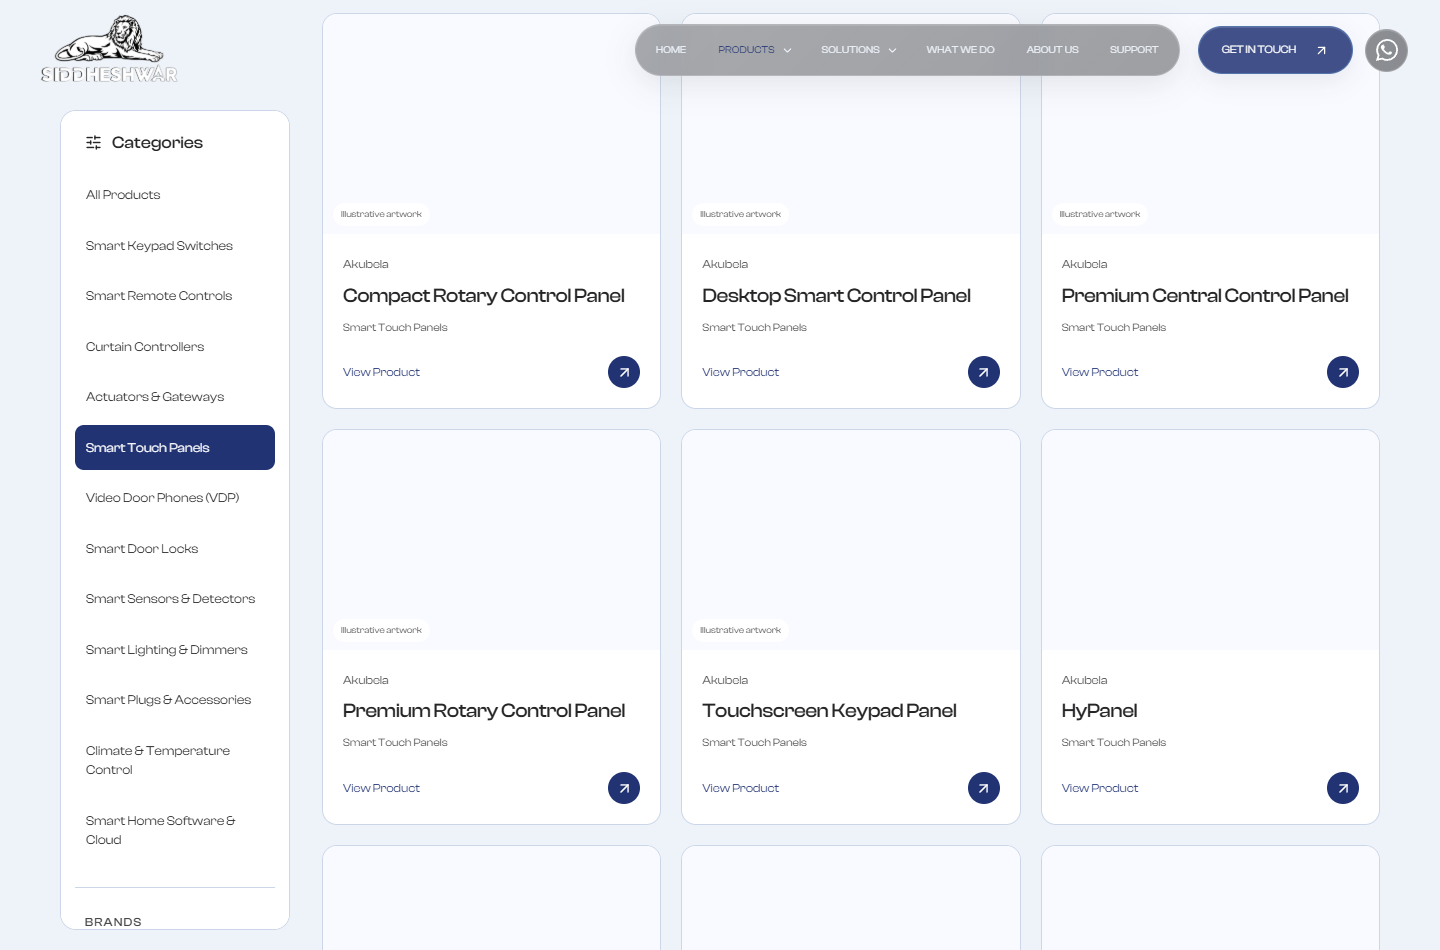 SIDDHESHWAR
HOME
PRODUCTS
SOLUTIONS
WHAT WE DO
ABOUT US
SUPPORT
GET IN TOUCH
Categories
All Products
Smart Keypad Switches
Smart Remote Controls
Curtain Controllers
Actuators & Gateways
Smart Touch Panels
Video Door Phones (VDP)
Smart Door Locks
Smart Sensors & Detectors
Smart Lighting & Dimmers
Smart Plugs & Accessories
Climate & Temperature
Control
Smart Home Software &
Cloud
BRANDS
Illustrative artwork
Akubela
Compact Rotary Control Panel
Smart Touch Panels
View Product
Illustrative artwork
Akubela
Desktop Smart Control Panel
Smart Touch Panels
View Product
Illustrative artwork
Akubela
Premium Central Control Panel
Smart Touch Panels
View Product
Illustrative artwork
Akubela
Premium Rotary Control Panel
Smart Touch Panels
View Product
Illustrative artwork
Akubela
Touchscreen Keypad Panel
Smart Touch Panels
View Product
Akubela
HyPanel
Smart Touch Panels
View Product